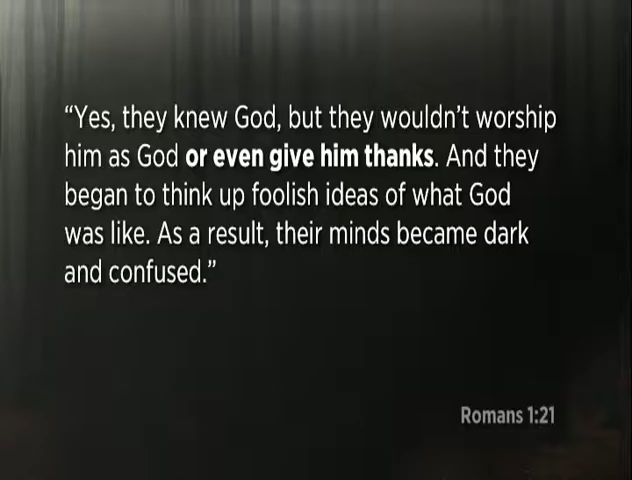 “Yes, they knew God, but they wouldn’t worship
him as God or even give him thanks. And they
began to think up foolish ideas of what God
was like. As a result, their minds became dark
and confused.”
Romans 1:21